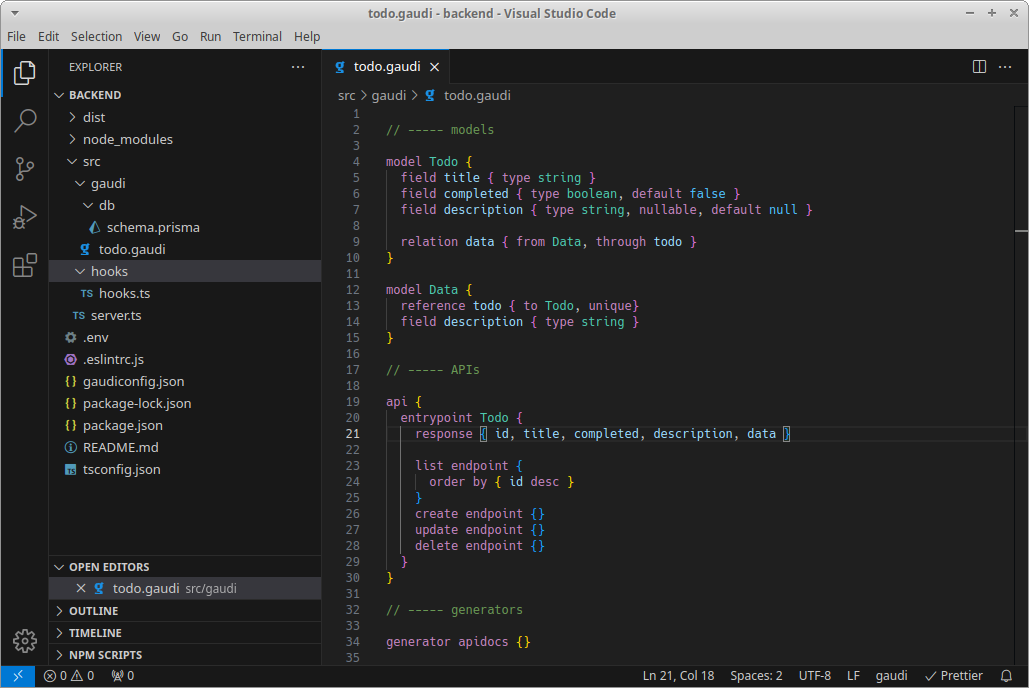 todo.gaudi - backend - Visual Studio Code
File Edit Selection View Go Run Terminal Help
EXPLORER
BACKEND
dist
node_modules
src
gaudi
db
schema.prisma
g todo.gaudi
hooks
TS hooks.ts
TS server.ts
.env
.eslintrc.js
{} gaudiconfig.json
{} package-lock.json
{} package.json
README.md
TS tsconfig.json
OPEN EDITORS
g todo.gaudi src/gaudi
OUTLINE
TIMELINE
NPM SCRIPTS
g todo.gaudi
src > gaudi > g todo.gaudi
1
2 // ----- models
3
4 model Todo {
5 field title { type string }
6 field completed { type boolean, default false }
7 field description { type string, nullable, default null }
8
9 relation data { from Data, through todo }
10 }
11
12 model Data {
13 reference todo { to Todo, unique}
14 field description { type string }
15 }
16
17 // ----- APIs
18
19 api {
20 entrypoint Todo {
21 response { id, title, completed, description, data }
22
23 list endpoint {
24 order by { id desc }
25 }
26 create endpoint {}
27 update endpoint {}
28 delete endpoint {}
29 }
30 }
31
32 // ----- generators
33
34 generator apidocs {}
35
0 0 0 Ln 21, Col 18 Spaces: 2 UTF-8 LF gaudi Prettier